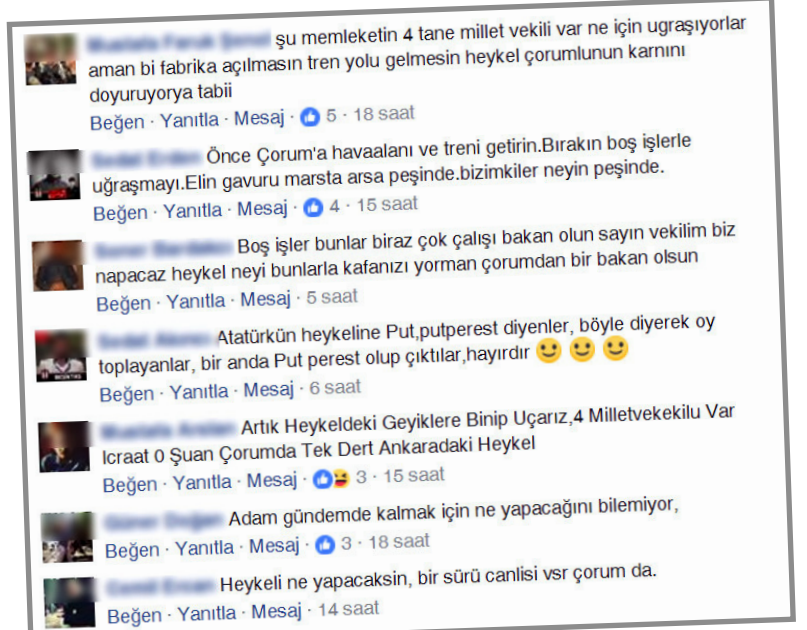 şu memleketin 4 tane millet vekili var ne için ugraşıyorlar
aman bi fabrika açılmasın tren yolu gelmesin heykel çorumlunun karnını
doyuruyorya tabii
Beğen · Yanıtla · Mesaj · 5 · 18 saat
Önce Çorum'a havaalanı ve treni getirin.Bırakın boş işlerle
uğraşmayı.Elin gavuru marsta arsa peşinde.bizimkiler neyin peşinde.
Beğen · Yanıtla · Mesaj · 4 · 15 saat
Boş işler bunlar biraz çok çalışı bakan olun sayın vekilim biz
napacaz heykel neyi bunlarla kafanızı yorman çorumdan bir bakan olsun
Beğen · Yanıtla · Mesaj · 5 saat
Atatürkün heykeline Put,putperest diyenler, böyle diyerek oy
toplayanlar, bir anda Put perest olup çıktılar,hayırdır
Beğen · Yanıtla · Mesaj · 6 saat
Artık Heykeldeki Geyiklere Binip Uçarız,4 Milletvekekilu Var
Icraat 0 Şuan Çorumda Tek Dert Ankaradaki Heykel
Beğen · Yanıtla · Mesaj · 3 · 15 saat
Adam gündemde kalmak için ne yapacağını bilemiyor,
Beğen · Yanıtla · Mesaj · 3 · 18 saat
Heykeli ne yapacaksin, bir sürü canlisi vsr çorum da.
Beğen · Yanıtla · Mesaj · 14 saat